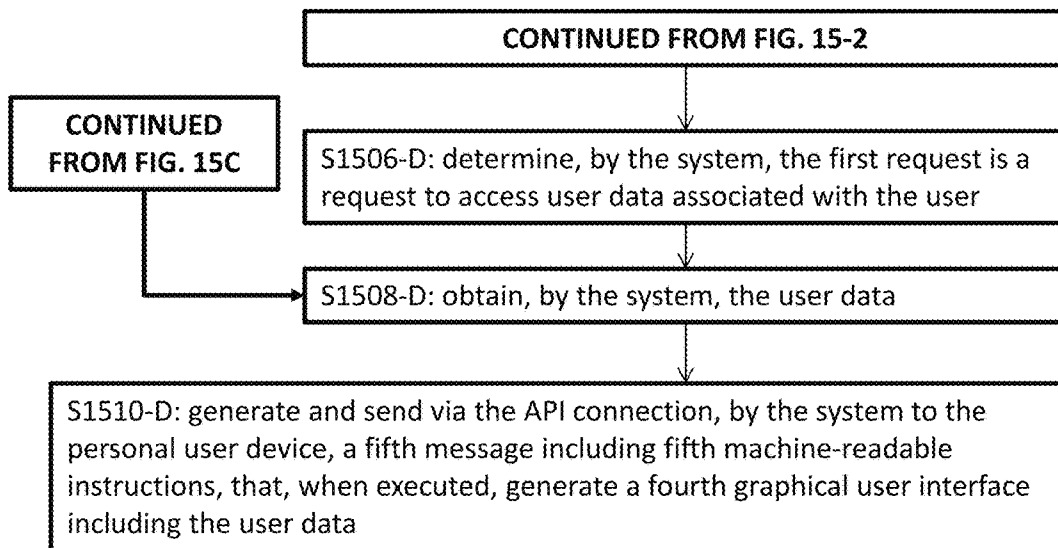 CONTINUED FROM FIG. 15-2
CONTINUED
FROM FIG. 15C
S1506-D: determine, by the system, the first request is a
request to access user data associated with the user
S1508-D: obtain, by the system, the user data
S1510-D: generate and send via the API connection, by the system to the
personal user device, a fifth message including fifth machine-readable
instructions, that, when executed, generate a fourth graphical user interface
including the user data